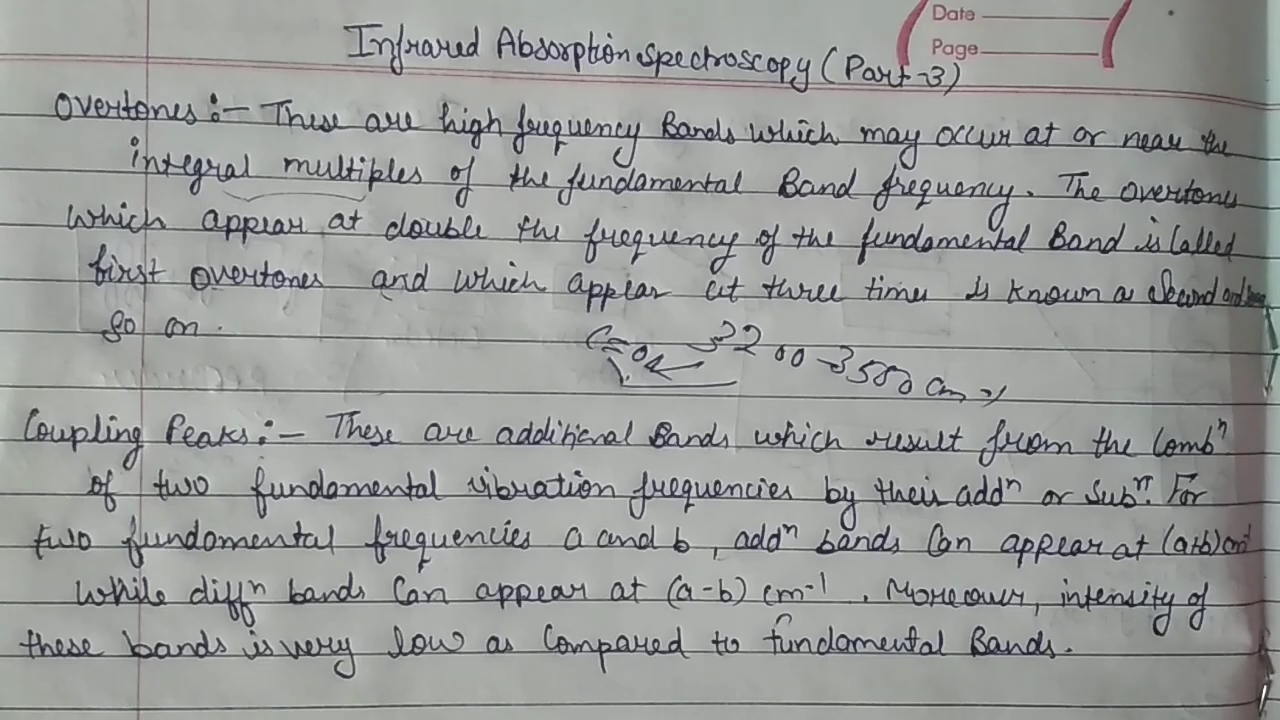 Date
Page
Infrared Absorption Spectroscopy (Part-3)
Overtones :- These are high frequency Bands which may occur at or near the
integral multiples of the fundamental Band frequency. The overtones
which appear at double the frequency of the fundamental Band is called
first overtones and which appear at three times is known a Second and
so on.
C=O 3200-3500 cm-1
Coupling Peaks :- These are additional Bands which result from the Combⁿ
of two fundamental vibration frequencies by their addⁿ or Subⁿ. For
two fundamental frequencies a and b, addⁿ bands Can appear at (a+b)
while diffⁿ bands Can appear at (a-b) cm-1. Moreover, intensity of
these bands is very low as Compared to fundamental Bands.